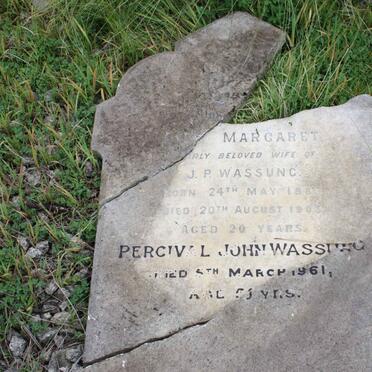 MARGARET
BELOVED WIFE OF
J.P. WASSUNG.
BORN 24TH MAY
DIED 20TH AUGUST
AGED 20 YEARS.
PERCIVAL JOHN WASSUNG
DIED 5TH MARCH 1961,
YRS.